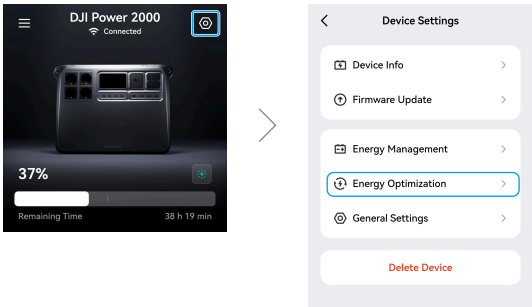 DJI Power 2000
Connected
37%
Remaining Time 38 h 19 min
Device Settings
Device Info
Firmware Update
Energy Management
Energy Optimization
General Settings
Delete Device